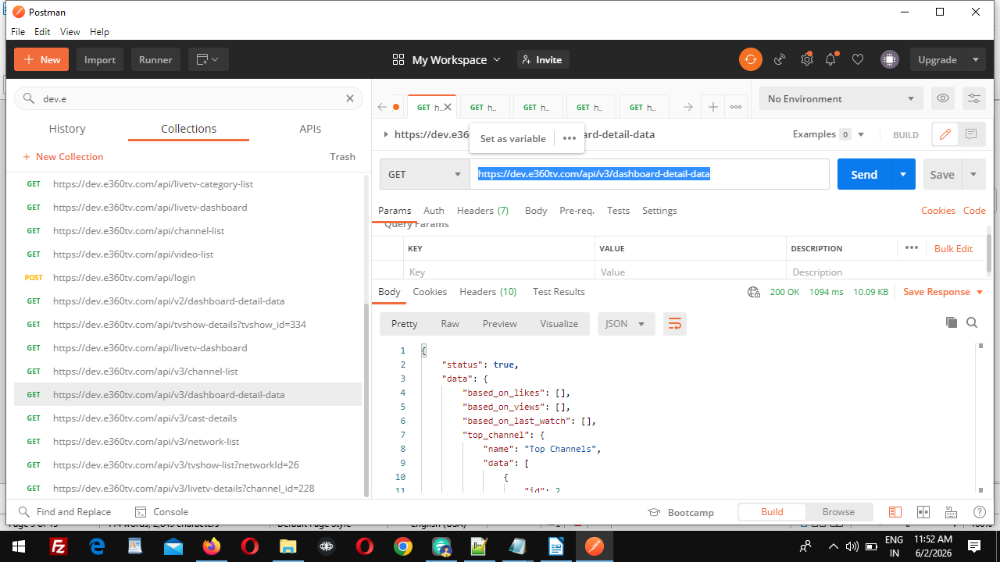 Postman
File Edit View Help
New Import Runner My Workspace Invite Upgrade
dev.e
History Collections APIs
New Collection Trash
GET https://dev.e360tv.com/api/livetv-category-list
GET https://dev.e360tv.com/api/livetv-dashboard
GET https://dev.e360tv.com/api/channel-list
GET https://dev.e360tv.com/api/video-list
POST https://dev.e360tv.com/api/login
GET https://dev.e360tv.com/api/v2/dashboard-detail-data
GET https://dev.e360tv.com/api/tvshow-details?tvshow_id=334
GET https://dev.e360tv.com/api/livetv-dashboard
GET https://dev.e360tv.com/api/v3/channel-list
GET https://dev.e360tv.com/api/v3/dashboard-detail-data
GET https://dev.e360tv.com/api/v3/cast-details
GET https://dev.e360tv.com/api/v3/network-list
GET https://dev.e360tv.com/api/v3/tvshow-list?networkId=26
GET https://dev.e360tv.com/api/v3/livetv-details?channel_id=228
GET h.. GET h.. GET h.. GET h.. GET h.. No Environment
https://dev.e36 Set as variable ard-detail-data Examples 0 BUILD
GET https://dev.e360tv.com/api/v3/dashboard-detail-data Send Save
Params Auth Headers (7) Body Pre-req. Tests Settings Cookies Code
Query Params
KEY VALUE DESCRIPTION Bulk Edit
Key Value Description
Body Cookies Headers (10) Test Results 200 OK 1094 ms 10.09 KB Save Response
Pretty Raw Preview Visualize JSON
1 {
2 "status": true,
3 "data": {
4 "based_on_likes": [],
5 "based_on_views": [],
6 "based_on_last_watch": [],
7 "top_channel": {
8 "name": "Top Channels",
9 "data": [
10 {
11 "id": 2
Find and Replace Console Bootcamp Build Browse
ENG 11:52 AM
IN 6/2/2026